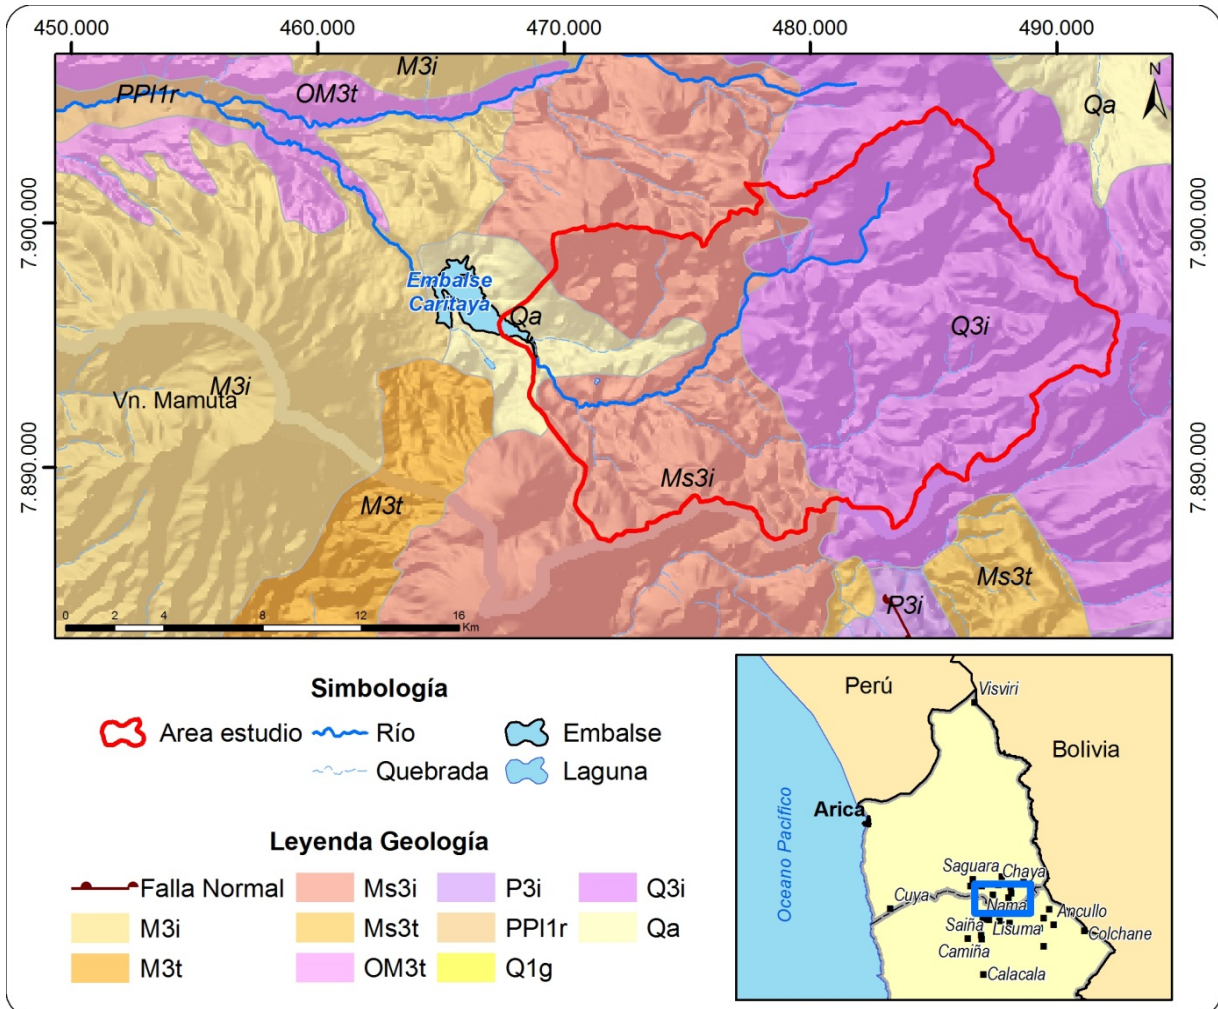 450.000 460.000 470.000 480.000 490.000
M3i
N
PPl1r
OM3t
Qa
7.900.000
7.900.000
Embalse
Caritaya
Qa
Q3i
M3i
Vn. Mamuta
7.890.000
7.890.000
Ms3i
M3t
Ms3t
P3i
0 2 4 8 12 16
Km
Simbología
Area estudio Río Embalse
Quebrada Laguna
Leyenda Geología
Falla Normal Ms3i P3i Q3i
M3i Ms3t PPl1r Qa
M3t OM3t Q1g
Perú
Visviri
Bolivia
Oceano Pacífico
Arica
Saguara Chaya
Cuya
Nama
Ancullo
Saiña Lisuma
Colchane
Camiña
Calacala